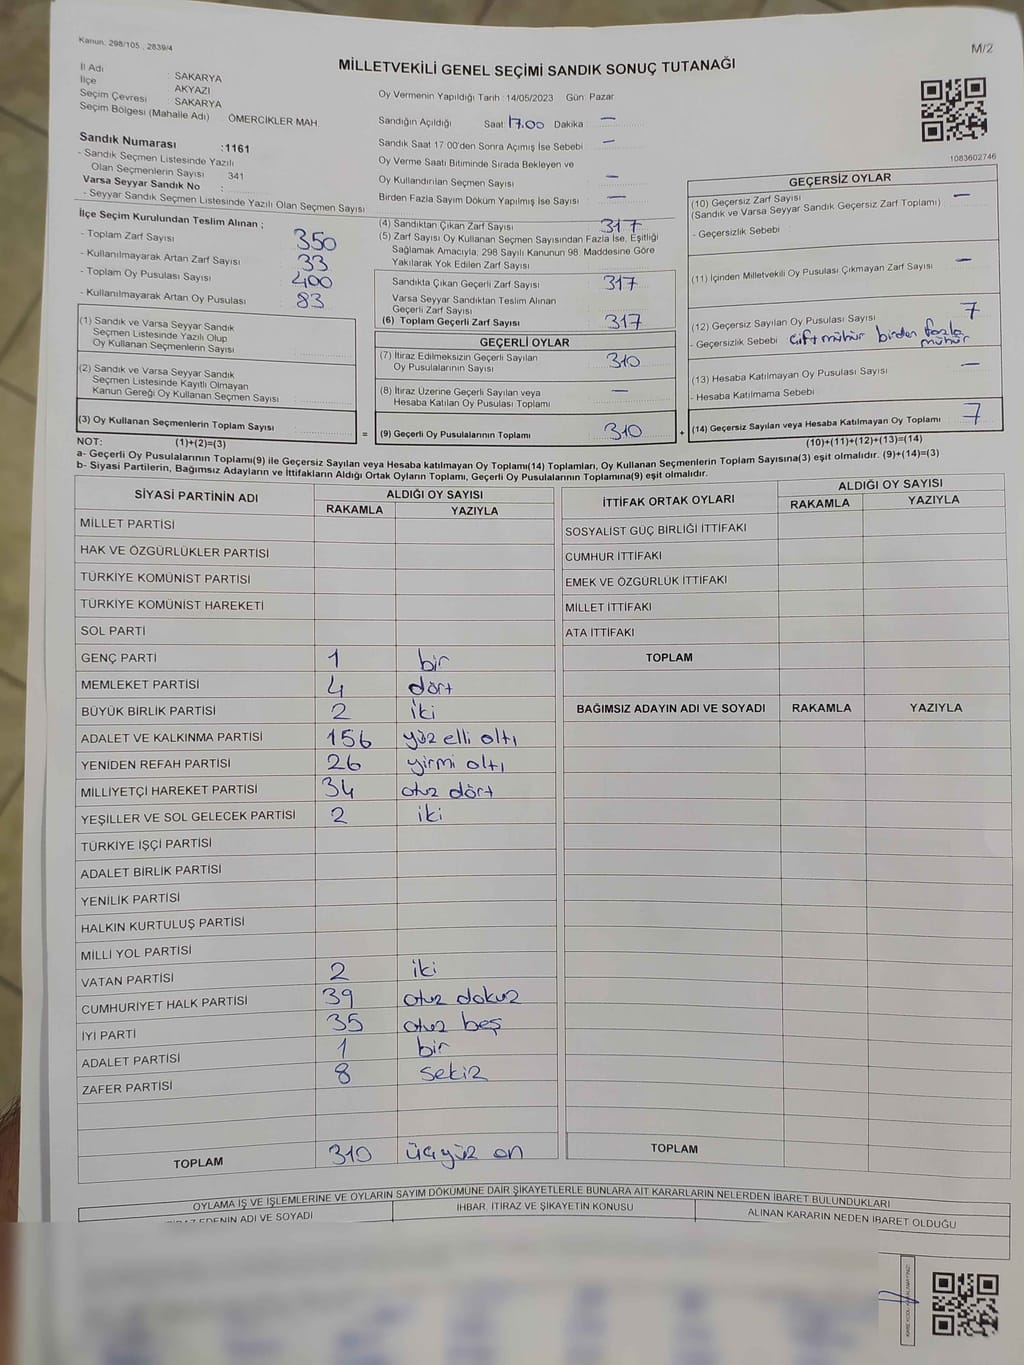 Kanun. 298/105 , 2839/4
M/2
MİLLETVEKİLİ GENEL SEÇİMİ SANDIK SONUÇ TUTANAĞI
İl Adı : SAKARYA
İlçe AKYAZI
Seçim Çevresi SAKARYA
Seçim Bölgesi (Mahalle Adı) : ÖMERCİKLER MAH.
Oy Vermenin Yapıldığı Tarih :14/05/2023 Gün: Pazar
Sandığın Açıldığı Saat 17.00 Dakika —
Sandık Saat 17:00'den Sonra Açımış İse Sebebi —
Oy Verme Saati Bitiminde Sırada Bekleyen ve
Oy Kullandırılan Seçmen Sayısı —
Birden Fazla Sayım Döküm Yapılmış İse Sayısı —
1083602746
Sandık Numarası :1161
- Sandık Seçmen Listesinde Yazılı
Olan Seçmenlerin Sayısı 341
Varsa Seyyar Sandık No :
- Seyyar Sandık Seçmen Listesinde Yazılı Olan Seçmen Sayısı
İlçe Seçim Kurulundan Teslim Alınan ;
- Toplam Zarf Sayısı 350
- Kullanılmayarak Artan Zarf Sayısı 33
- Toplam Oy Pusulası Sayısı 400
- Kullanılmayarak Artan Oy Pusulası 83
(1) Sandık ve Varsa Seyyar Sandık
Seçmen Listesinde Yazılı Olup
Oy Kullanan Seçmenlerin Sayısı
(2) Sandık ve Varsa Seyyar Sandık
Seçmen Listesinde Kayıtlı Olmayan
Kanun Gereği Oy Kullanan Seçmen Sayısı
(3) Oy Kullanan Seçmenlerin Toplam Sayısı
(1)+(2)=(3)
(4) Sandıktan Çıkan Zarf Sayısı 317
(5) Zarf Sayısı Oy Kullanan Seçmen Sayısından Fazla İse, Eşitliği
Sağlamak Amacıyla, 298 Sayılı Kanunun 98. Maddesine Göre
Yakılarak Yok Edilen Zarf Sayısı
Sandıkta Çıkan Geçerli Zarf Sayısı 317
Varsa Seyyar Sandıktan Teslim Alınan
Geçerli Zarf Sayısı
(6) Toplam Geçerli Zarf Sayısı 317
GEÇERLİ OYLAR
(7) İtiraz Edilmeksizin Geçerli Sayılan
Oy Pusulalarının Sayısı 310
(8) İtiraz Üzerine Geçerli Sayılan veya
Hesaba Katılan Oy Pusulası Toplamı —
= (9) Geçerli Oy Pusulalarının Toplamı 310 +
GEÇERSİZ OYLAR
(10) Geçersiz Zarf Sayısı
(Sandık ve Varsa Seyyar Sandık Geçersiz Zarf Toplamı) —
- Geçersizlik Sebebi :
(11) İçinden Milletvekili Oy Pusulası Çıkmayan Zarf Sayısı —
(12) Geçersiz Sayılan Oy Pusulası Sayısı 7
- Geçersizlik Sebebi Çift mühür birden fazla
mühür
(13) Hesaba Katılmayan Oy Pusulası Sayısı —
- Hesaba Katılmama Sebebi
(14) Geçersiz Sayılan veya Hesaba Katılmayan Oy Toplamı 7
(10)+(11)+(12)+(13)=(14)
NOT:
a- Geçerli Oy Pusulalarının Toplamı(9) ile Geçersiz Sayılan veya Hesaba katılmayan Oy Toplamı(14) Toplamları, Oy Kullanan Seçmenlerin Toplam Sayısına(3) eşit olmalıdır. (9)+(14)=(3)
b- Siyasi Partilerin, Bağımsız Adayların ve İttifakların Aldığı Ortak Oyların Toplamı, Geçerli Oy Pusulalarının Toplamına(9) eşit olmalıdır.
SİYASİ PARTİNİN ADI ALDIĞI OY SAYISI
RAKAMLA YAZIYLA
MİLLET PARTİSİ
HAK VE ÖZGÜRLÜKLER PARTİSİ
TÜRKİYE KOMÜNİST PARTİSİ
TÜRKİYE KOMÜNİST HAREKETİ
SOL PARTİ
GENÇ PARTİ 1 bir
MEMLEKET PARTİSİ 4 dört
BÜYÜK BİRLİK PARTİSİ 2 iki
ADALET VE KALKINMA PARTİSİ 156 yüz elli altı
YENİDEN REFAH PARTİSİ 26 yirmi altı
MİLLİYETÇİ HAREKET PARTİSİ 34 otuz dört
YEŞİLLER VE SOL GELECEK PARTİSİ 2 iki
TÜRKİYE İŞÇİ PARTİSİ
ADALET BİRLİK PARTİSİ
YENİLİK PARTİSİ
HALKIN KURTULUŞ PARTİSİ
MİLLİ YOL PARTİSİ
VATAN PARTİSİ 2 iki
CUMHURİYET HALK PARTİSİ 39 otuz dokuz
İYİ PARTİ 35 otuz beş
ADALET PARTİSİ 1 bir
ZAFER PARTİSİ 8 sekiz
TOPLAM 310 üçyüz on
İTTİFAK ORTAK OYLARI ALDIĞI OY SAYISI
RAKAMLA YAZIYLA
SOSYALİST GÜÇ BİRLİĞİ İTTİFAKI
CUMHUR İTTİFAKI
EMEK VE ÖZGÜRLÜK İTTİFAKI
MİLLET İTTİFAKI
ATA İTTİFAKI
TOPLAM
BAĞIMSIZ ADAYIN ADI VE SOYADI RAKAMLA YAZIYLA
TOPLAM
OYLAMA İŞ VE İŞLEMLERİNE VE OYLARIN SAYIM DÖKÜMÜNE DAİR ŞİKAYETLERLE BUNLARA AİT KARARLARIN NELERDEN İBARET BULUNDUKLARI
EDENİN ADI VE SOYADI İHBAR, İTİRAZ VE ŞİKAYETİN KONUSU ALINAN KARARIN NEDEN İBARET OLDUĞU